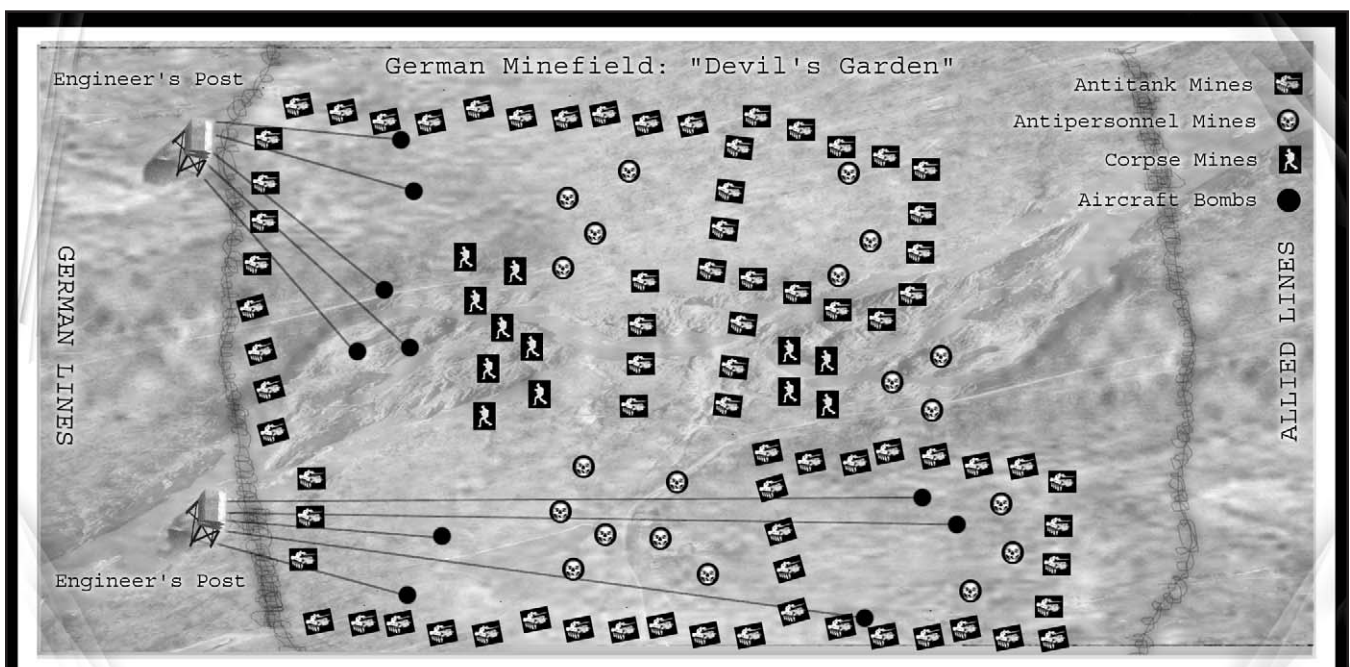 German Minefield: "Devil's Garden"
Engineer's Post
Antitank Mines
Antipersonnel Mines
Corpse Mines
Aircraft Bombs
GERMAN LINES
ALLIED LINES
Engineer's Post